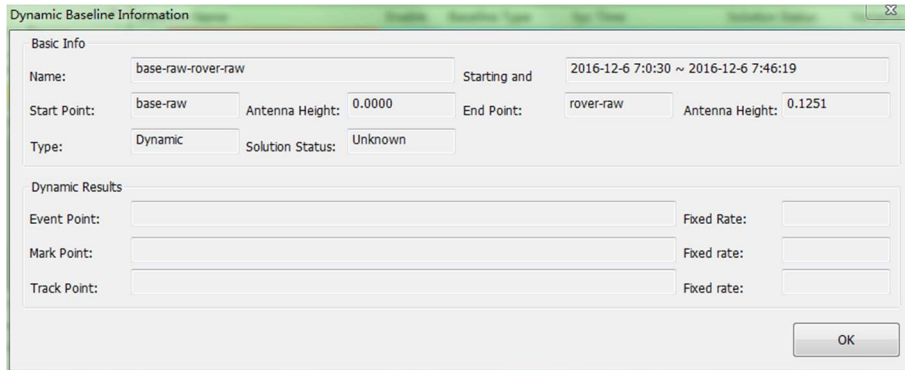 Dynamic Baseline Information
Basic Info
Name: base-raw-rover-raw Starting and 2016-12-6 7:0:30 ~ 2016-12-6 7:46:19
Start Point: base-raw Antenna Height: 0.0000 End Point: rover-raw Antenna Height: 0.1251
Type: Dynamic Solution Status: Unknown
Dynamic Results
Event Point: Fixed Rate:
Mark Point: Fixed rate:
Track Point: Fixed rate:
OK